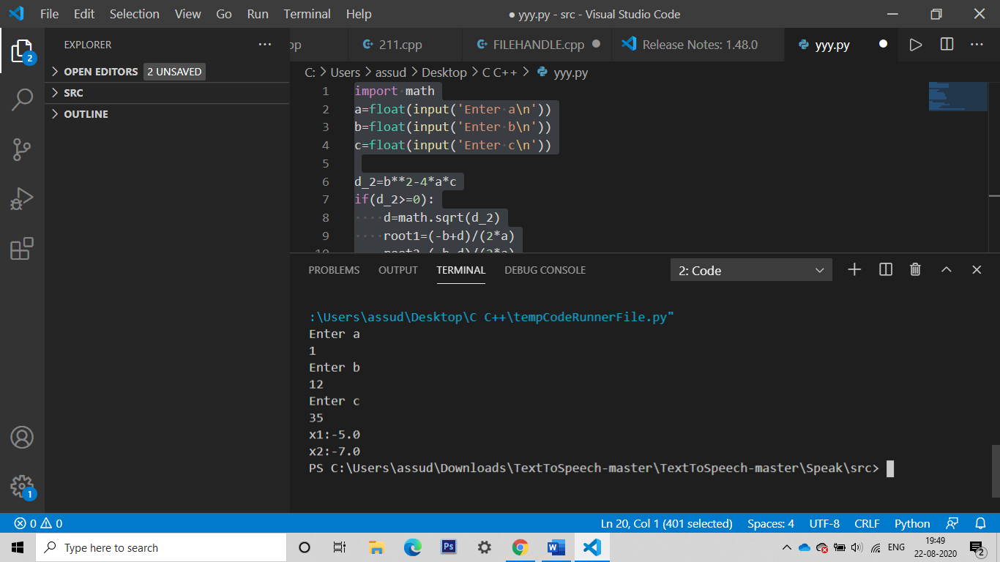 File Edit Selection View Go Run Terminal Help ● yyy.py - src - Visual Studio Code
EXPLORER ...
2
OPEN EDITORS 2 UNSAVED
SRC
OUTLINE
pp 211.cpp FILEHANDLE.cpp Release Notes: 1.48.0 yyy.py
C: > Users > assud > Desktop > C C++ > yyy.py
1 import math
2 a=float(input('Enter a\n'))
3 b=float(input('Enter b\n'))
4 c=float(input('Enter c\n'))
5
6 d_2=b**2-4*a*c
7 if(d_2>=0):
8 d=math.sqrt(d_2)
9 root1=(-b+d)/(2*a)
10 root2=(-b-d)/(2*a)
PROBLEMS OUTPUT TERMINAL DEBUG CONSOLE 2: Code
:\Users\assud\Desktop\C C++\tempCodeRunnerFile.py"
Enter a
1
Enter b
12
Enter c
35
x1:-5.0
x2:-7.0
PS C:\Users\assud\Downloads\TextToSpeech-master\TextToSpeech-master\Speak\src>
1
0 0 Ln 20, Col 1 (401 selected) Spaces: 4 UTF-8 CRLF Python
Type here to search Ps W ENG 19:49
22-08-2020 2